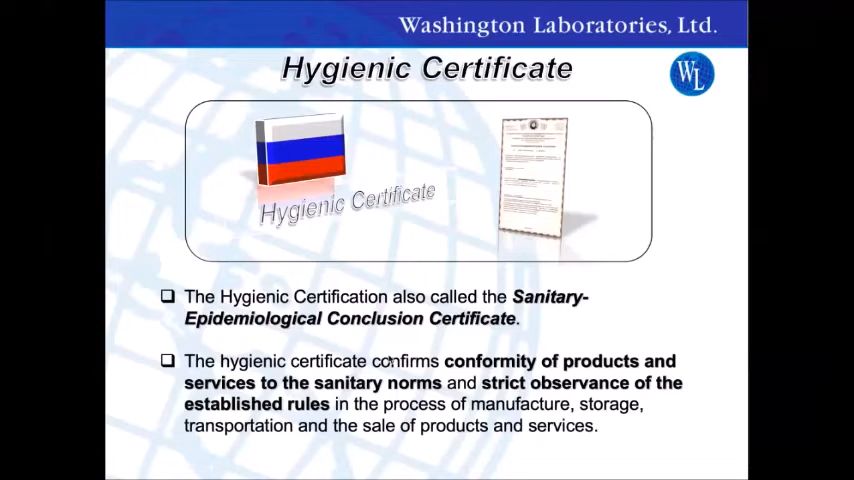 Washington Laboratories, Ltd.
Hygienic Certificate
WL
Hygienic Certificate
❑ The Hygienic Certification also called the Sanitary-
Epidemiological Conclusion Certificate.
❑ The hygienic certificate confirms conformity of products and
services to the sanitary norms and strict observance of the
established rules in the process of manufacture, storage,
transportation and the sale of products and services.